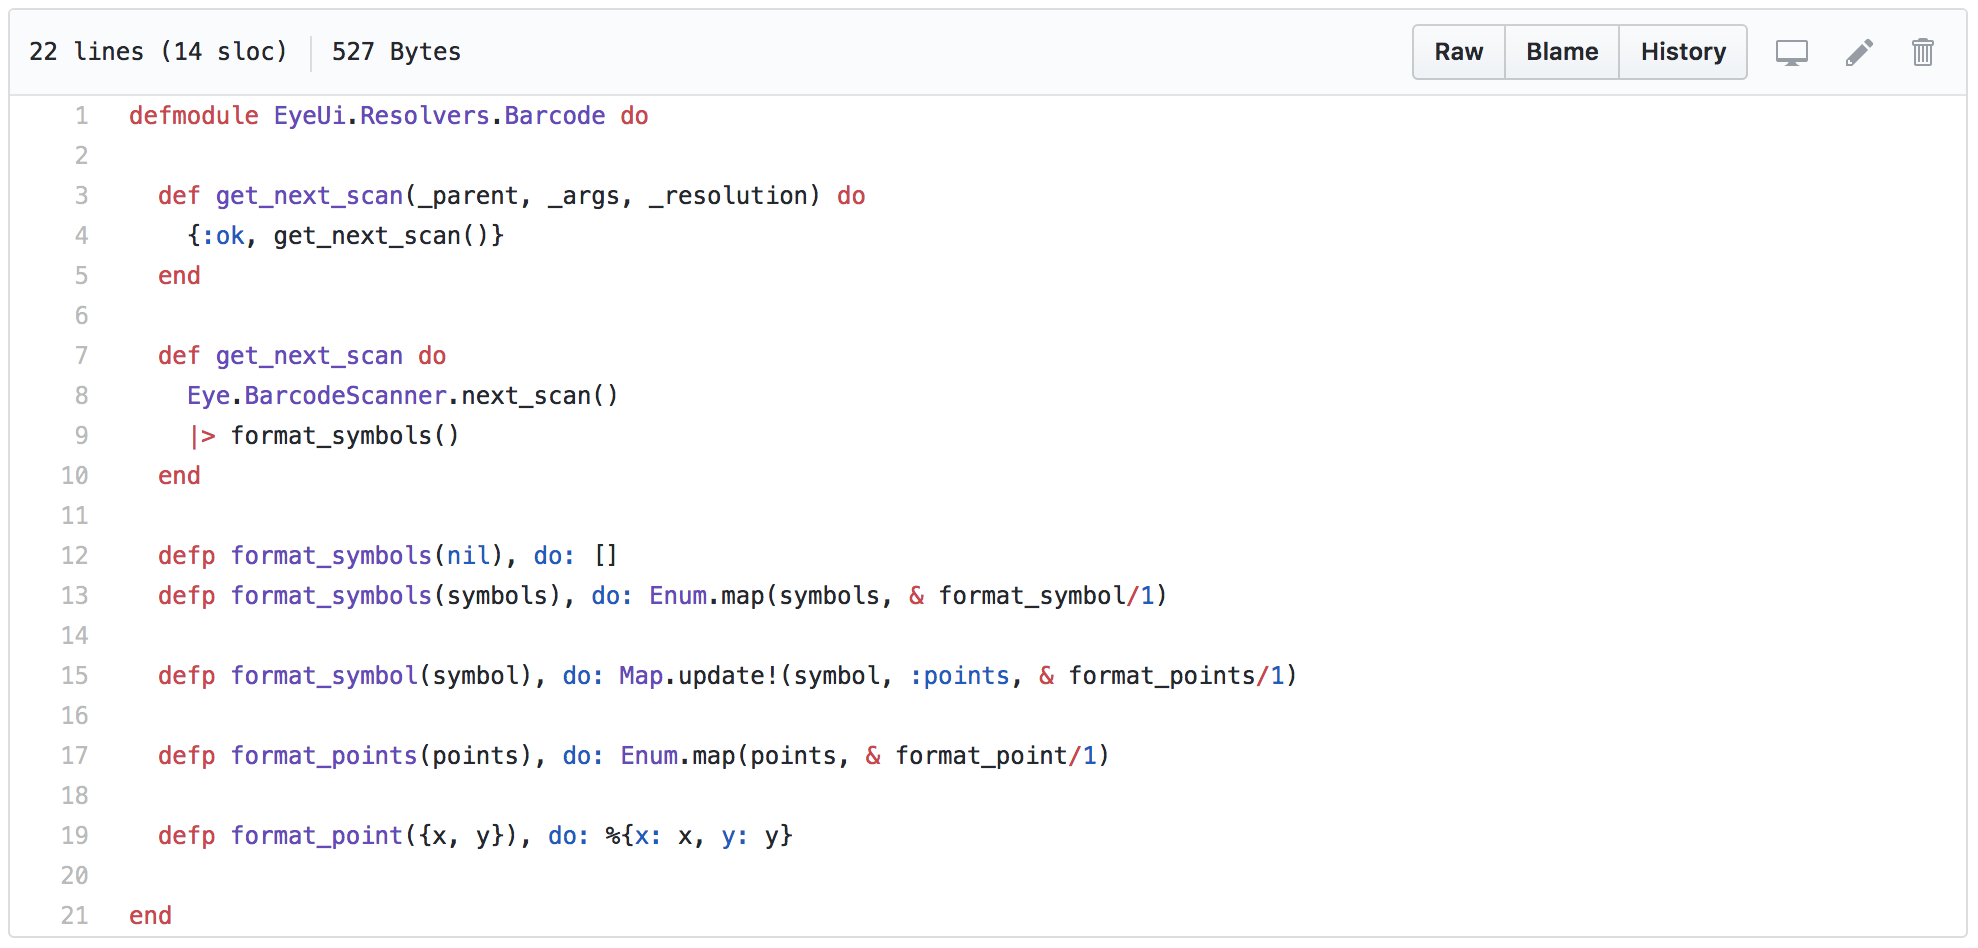 22 lines (14 sloc) 527 Bytes Raw Blame History
1 defmodule EyeUi.Resolvers.Barcode do
2
3   def get_next_scan(_parent, _args, _resolution) do
4     {:ok, get_next_scan()}
5   end
6
7   def get_next_scan do
8     Eye.BarcodeScanner.next_scan()
9     |> format_symbols()
10   end
11
12   defp format_symbols(nil), do: []
13   defp format_symbols(symbols), do: Enum.map(symbols, & format_symbol/1)
14
15   defp format_symbol(symbol), do: Map.update!(symbol, :points, & format_points/1)
16
17   defp format_points(points), do: Enum.map(points, & format_point/1)
18
19   defp format_point({x, y}), do: %{x: x, y: y}
20
21 end